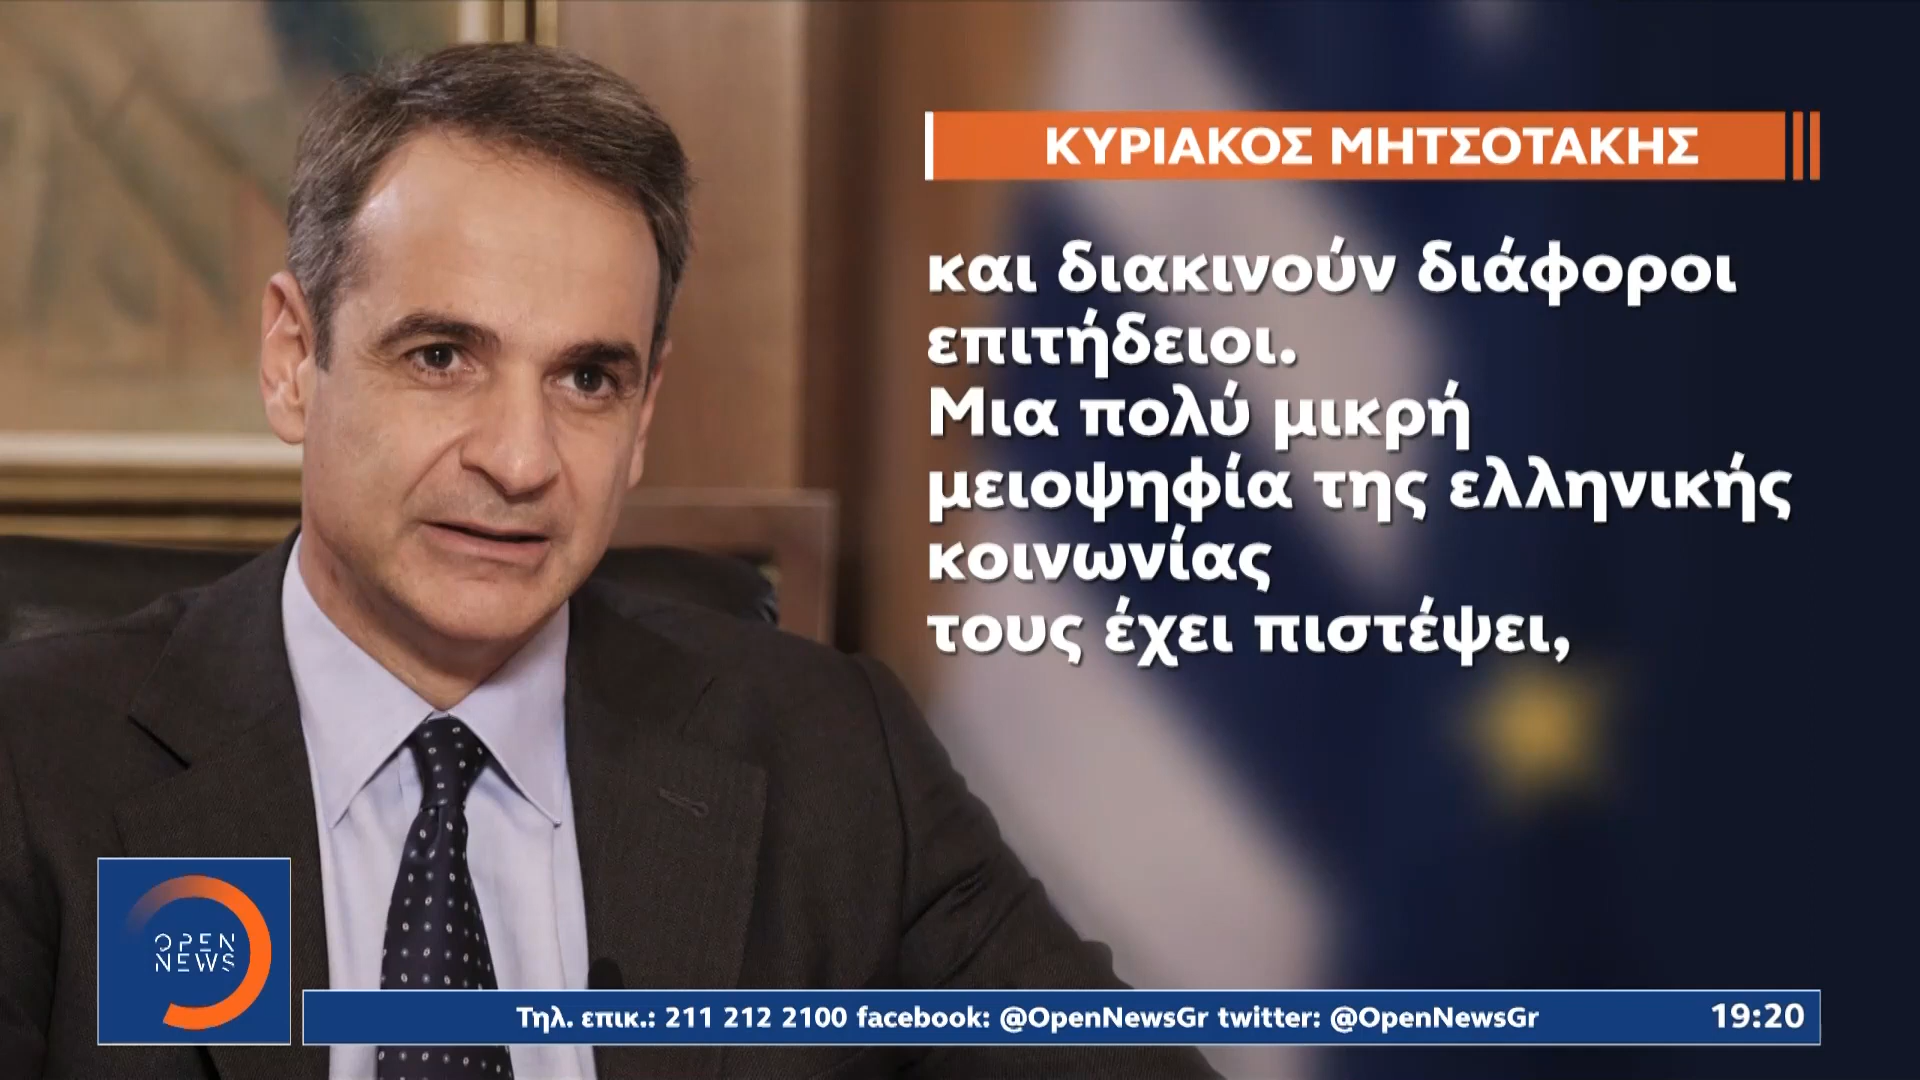 ΚΥΡΙΑΚΟΣ ΜΗΤΣΟΤΑΚΗΣ
και διακινούν διάφοροι
επιτήδειοι.
Μια πολύ μικρή
μειοψηφία της ελληνικής
κοινωνίας
τους έχει πιστέψει,
OPEN
NEWS
Τηλ. επικ.: 211 212 2100 facebook: @OpenNewsGr twitter: @OpenNewsGr
19:20